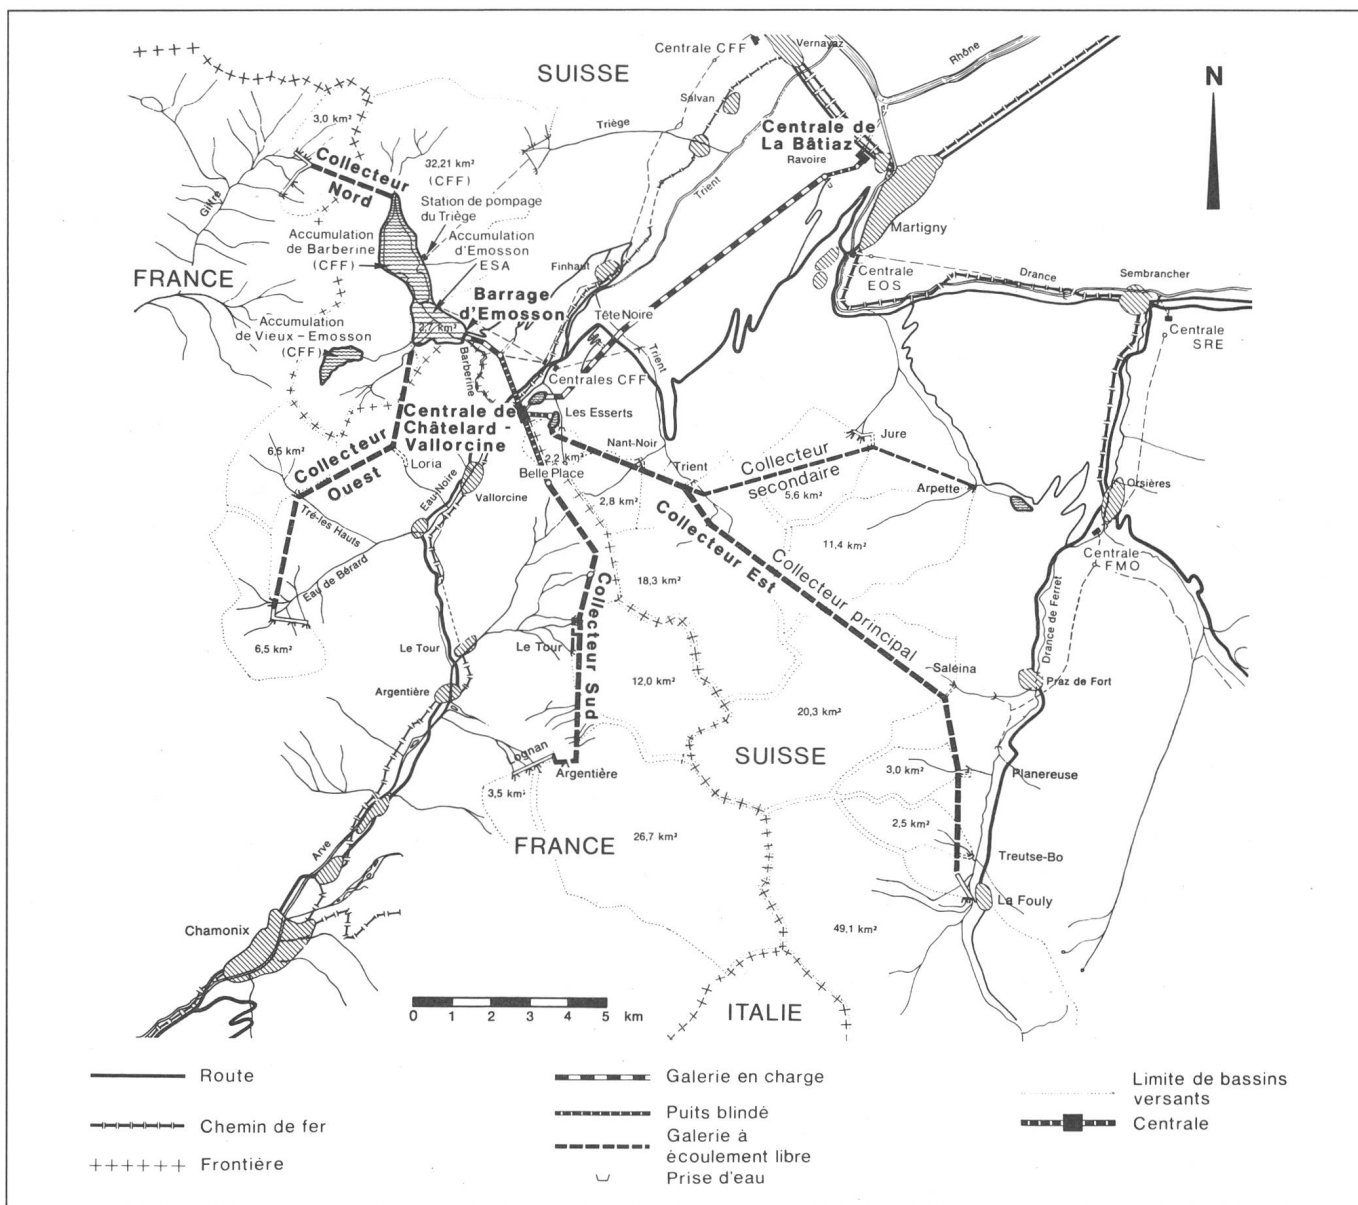 Centrale CFF
Vernayaz
Rhône
N
SUISSE
Salvan
3,0 km²
Triège
Centrale de
La Bâtiaz
Ravoire
Collecteur
Nord
32,21 km²
(CFF)
Trient
Station de pompage
du Triège
Giffre
Martigny
Accumulation
de Barberine
(CFF)
Accumulation
d'Emosson
ESA
FRANCE
Finhaut
Centrale
EOS
Drance
Sembrancher
Barrage
d'Emosson
Accumulation
de Vieux-Emosson
(CFF)
2,7 km²
Tête Noire
Centrale
SRE
Barberine
Trient
Centrales CFF
Centrale de
Châtelard -
Vallorcine
Les Esserts
Jure
6,5 km²
Collecteur
Ouest
Loria
Nant-Noir
2,2 km²
Belle Place
Trient
Collecteur
secondaire
5,6 km²
Arpette
Orsières
Eau Noire
Vallorcine
2,8 km²
Tré-les Hauts
Collecteur Est
11,4 km²
Centrale
FMO
Eau de Bérard
18,3 km²
Collecteur principal
Collecteur Sud
Drance de Ferret
6,5 km²
Le Tour
Le Tour
Saléina
Argentière
12,0 km²
Praz de Fort
20,3 km²
Lognan
SUISSE
Argentière
3,0 km²
Planereuse
3,5 km²
2,5 km²
26,7 km²
FRANCE
Arve
Treutse-Bo
La Fouly
Chamonix
49,1 km²
ITALIE
0 1 2 3 4 5 km
Route
Galerie en charge
Limite de bassins
versants
Chemin de fer
Puits blindé
Centrale
Galerie à
écoulement libre
Frontière
Prise d'eau